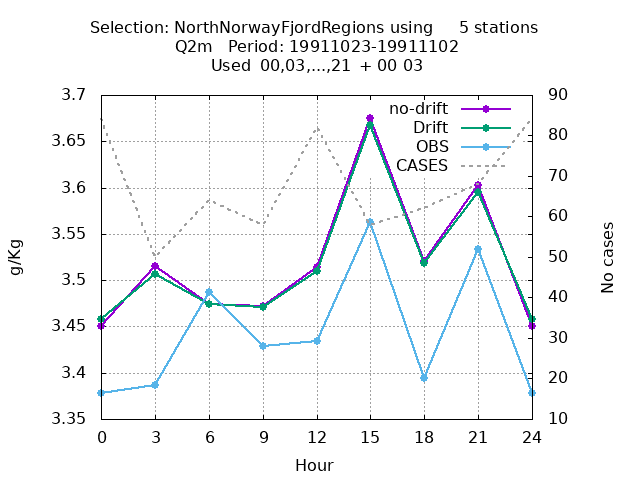 Selection: NorthNorwayFjordRegions using     5 stations
Q2m   Period: 19911023-19911102
Used  00,03,...,21  + 00 03
no-drift
Drift
OBS
CASES
3.7
3.65
3.6
3.55
3.5
3.45
3.4
3.35
g/Kg
90
80
70
60
50
40
30
20
10
No cases
0 3 6 9 12 15 18 21 24
Hour